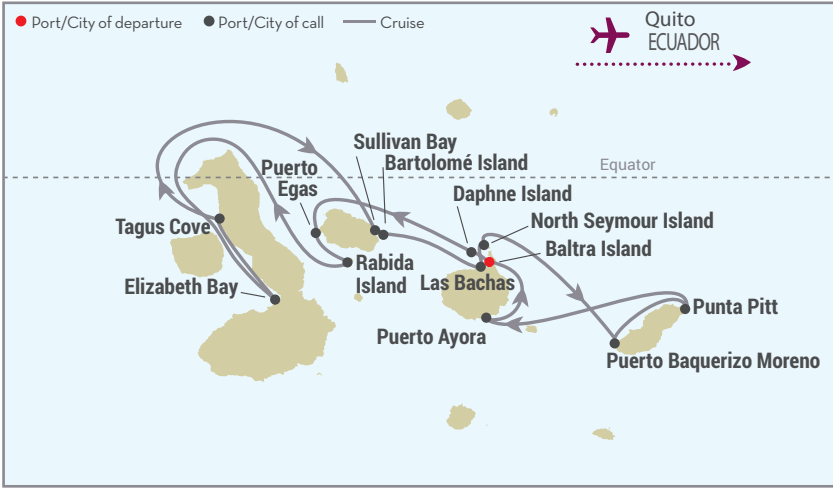 Port/City of departure
Port/City of call
Cruise
Quito
ECUADOR
Sullivan Bay
Bartolomé Island
Equator
Puerto
Egas
Daphne Island
North Seymour Island
Tagus Cove
Baltra Island
Rabida
Island
Las Bachas
Elizabeth Bay
Punta Pitt
Puerto Ayora
Puerto Baquerizo Moreno